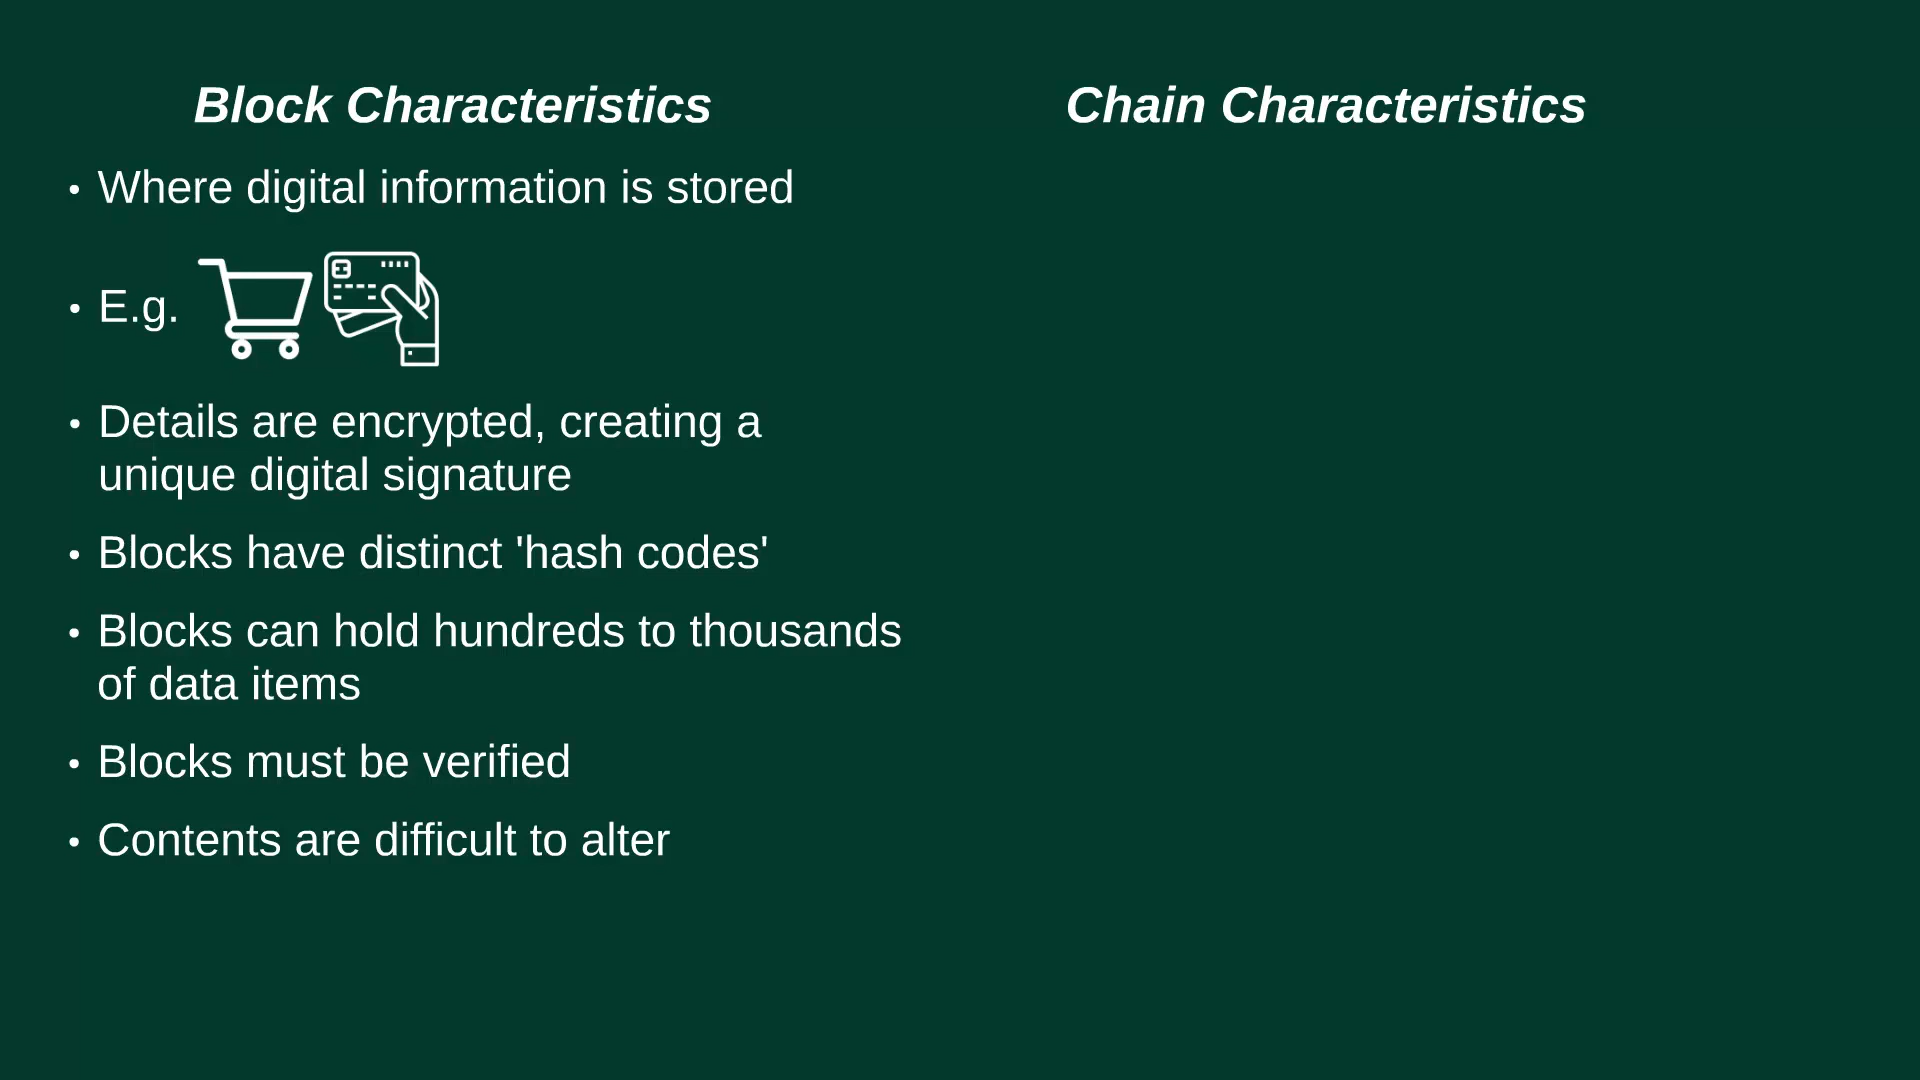 Block Characteristics
• Where digital information is stored
• E.g.
• Details are encrypted, creating a
unique digital signature
• Blocks have distinct 'hash codes'
• Blocks can hold hundreds to thousands
of data items
• Blocks must be verified
• Contents are difficult to alter
Chain Characteristics